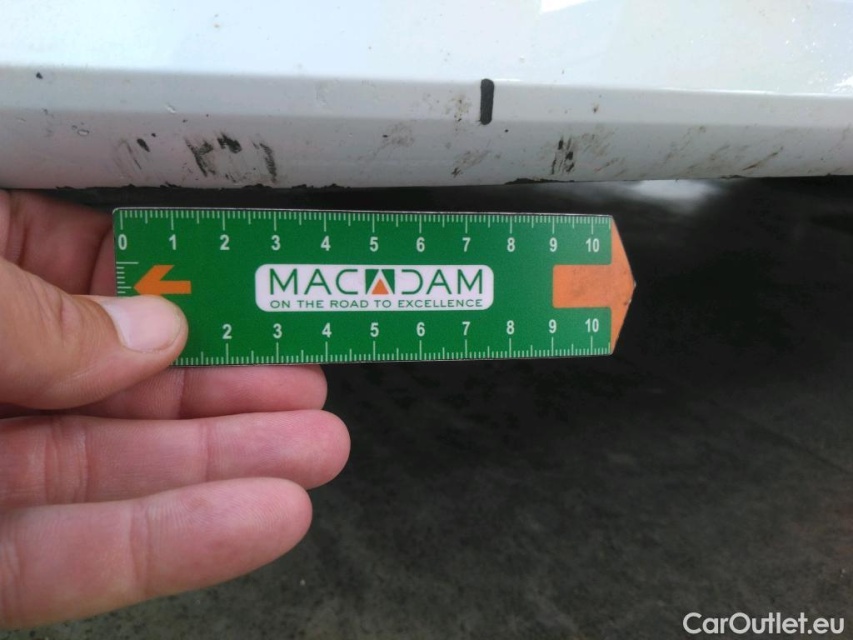 0 1 2 3 4 5 6 7 8 9 10
MACADAM
ON THE ROAD TO EXCELLENCE
2 3 4 5 6 7 8 9 10
CarOutlet.eu